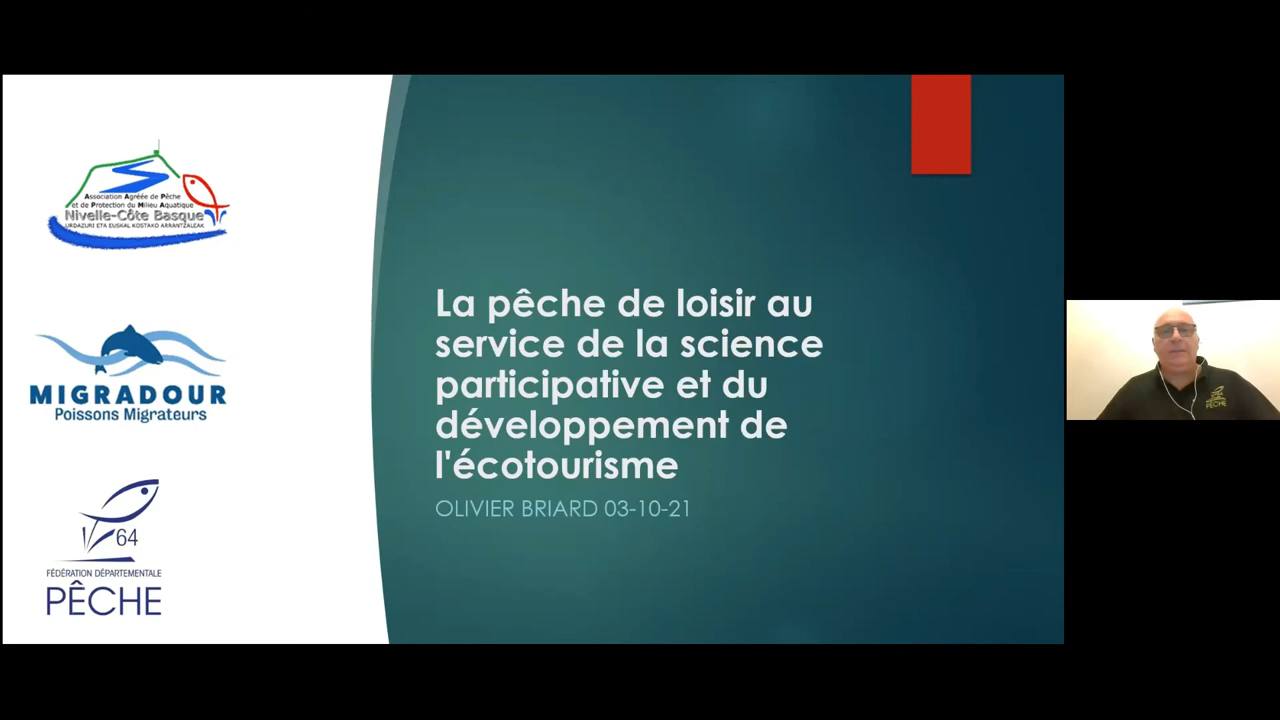 Association Agréée de Pêche
et de Protection du Milieu Aquatique
Nivelle-Côte Basque
URDAZURI ETA EUSKAL KOSTAKO ARRANTZALEAK
MIGRADOUR
Poissons Migrateurs
64
FÉDÉRATION DÉPARTEMENTALE
PÊCHE
La pêche de loisir au
service de la science
participative et du
développement de
l'écotourisme
OLIVIER BRIARD 03-10-21
PÊCHE